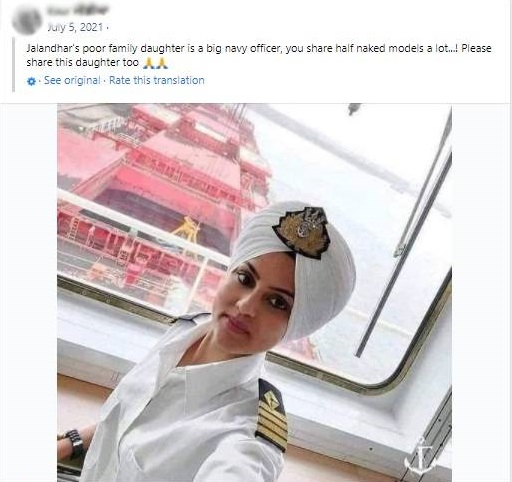 July 5, 2021 ·
Jalandhar's poor family daughter is a big navy officer, you share half naked models a lot...! Please
share this daughter too 🙏🙏
· See original · Rate this translation